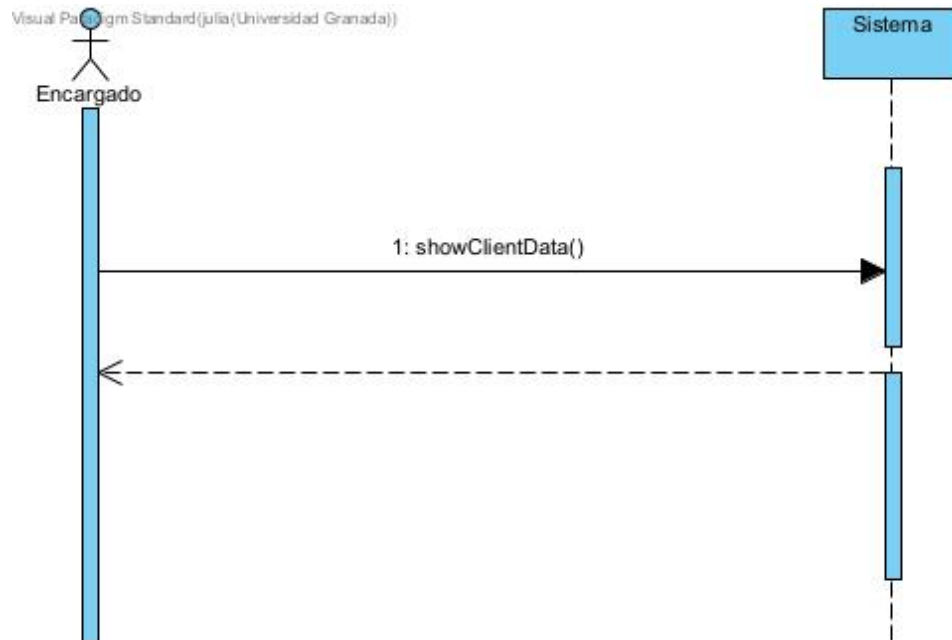 Visual Paradigm Standard(julia(Universidad Granada))
Sistema
Encargado
1: showClientData()